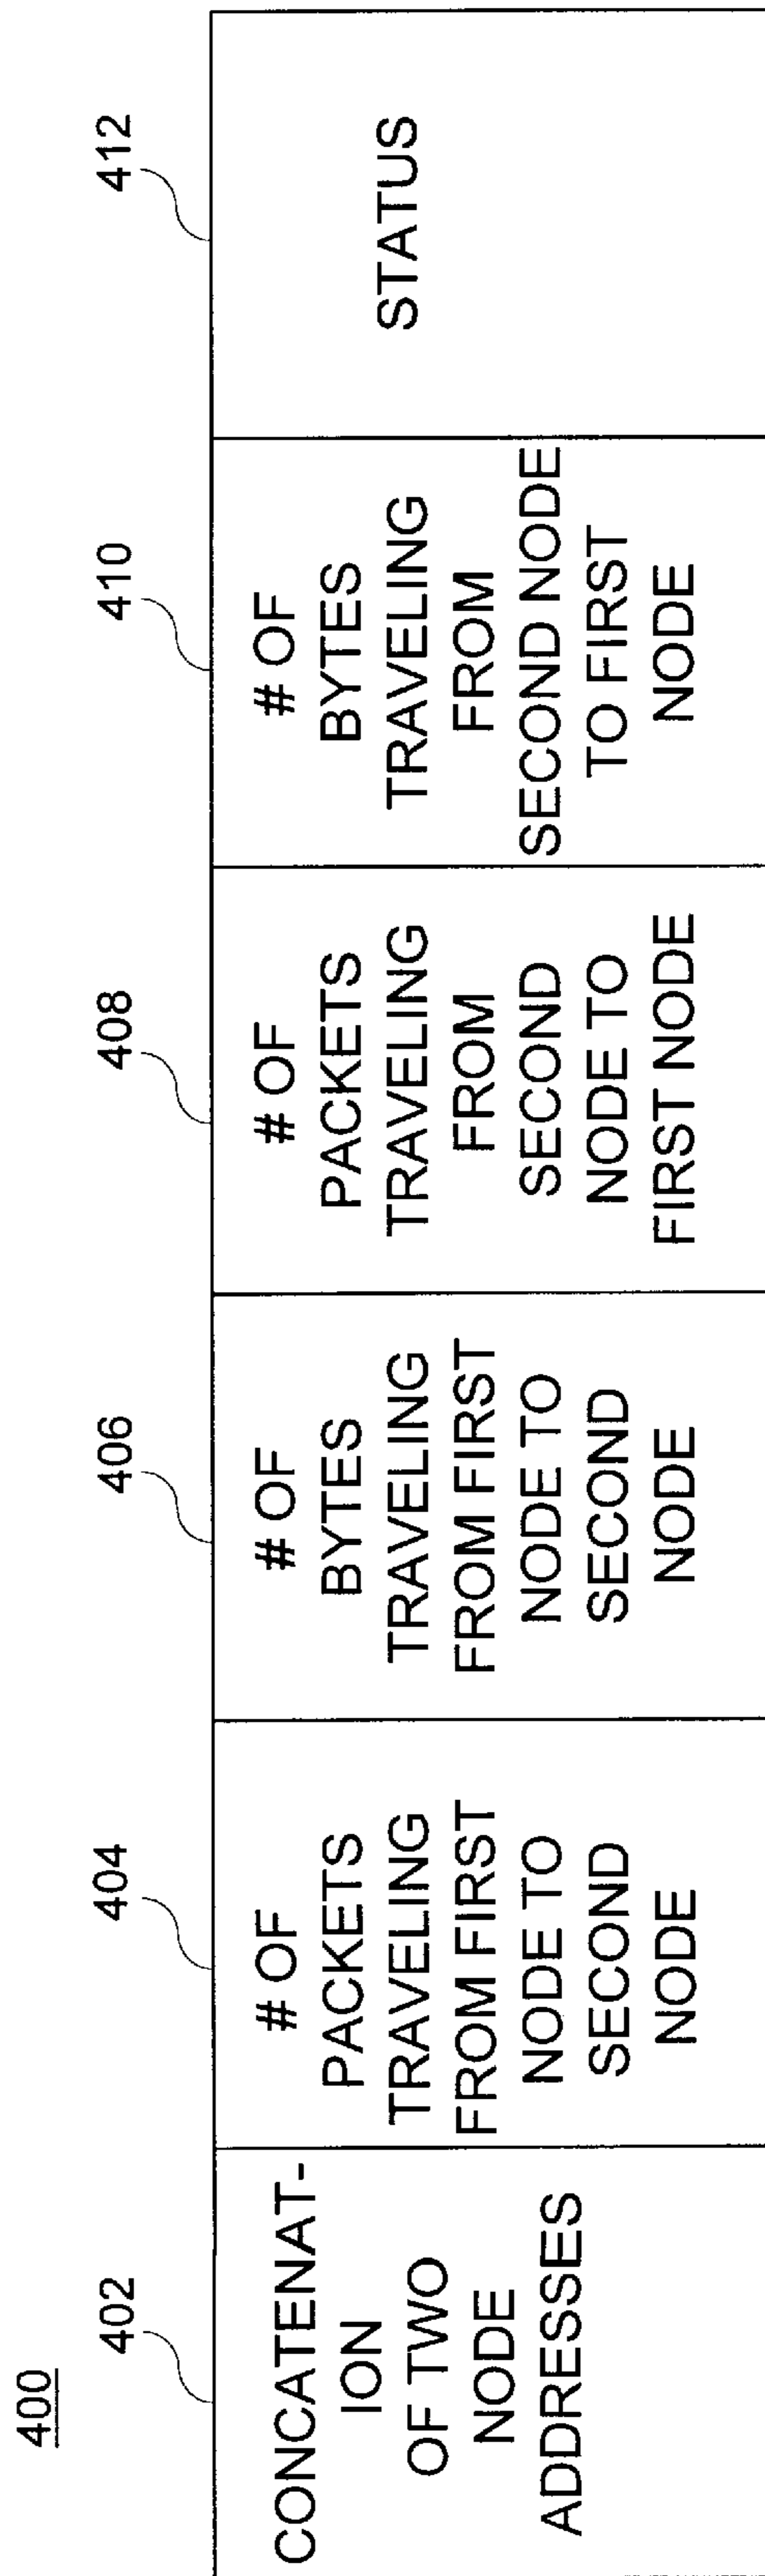 400
402
CONCATENAT-
ION
OF TWO
NODE
ADDRESSES
404
# OF
PACKETS
TRAVELING
FROM FIRST
NODE TO
SECOND
NODE
406
# OF
BYTES
TRAVELING
FROM FIRST
NODE TO
SECOND
NODE
408
# OF
PACKETS
TRAVELING
FROM
SECOND
NODE TO
FIRST NODE
410
# OF
BYTES
TRAVELING
FROM
SECOND NODE
TO FIRST
NODE
412
STATUS